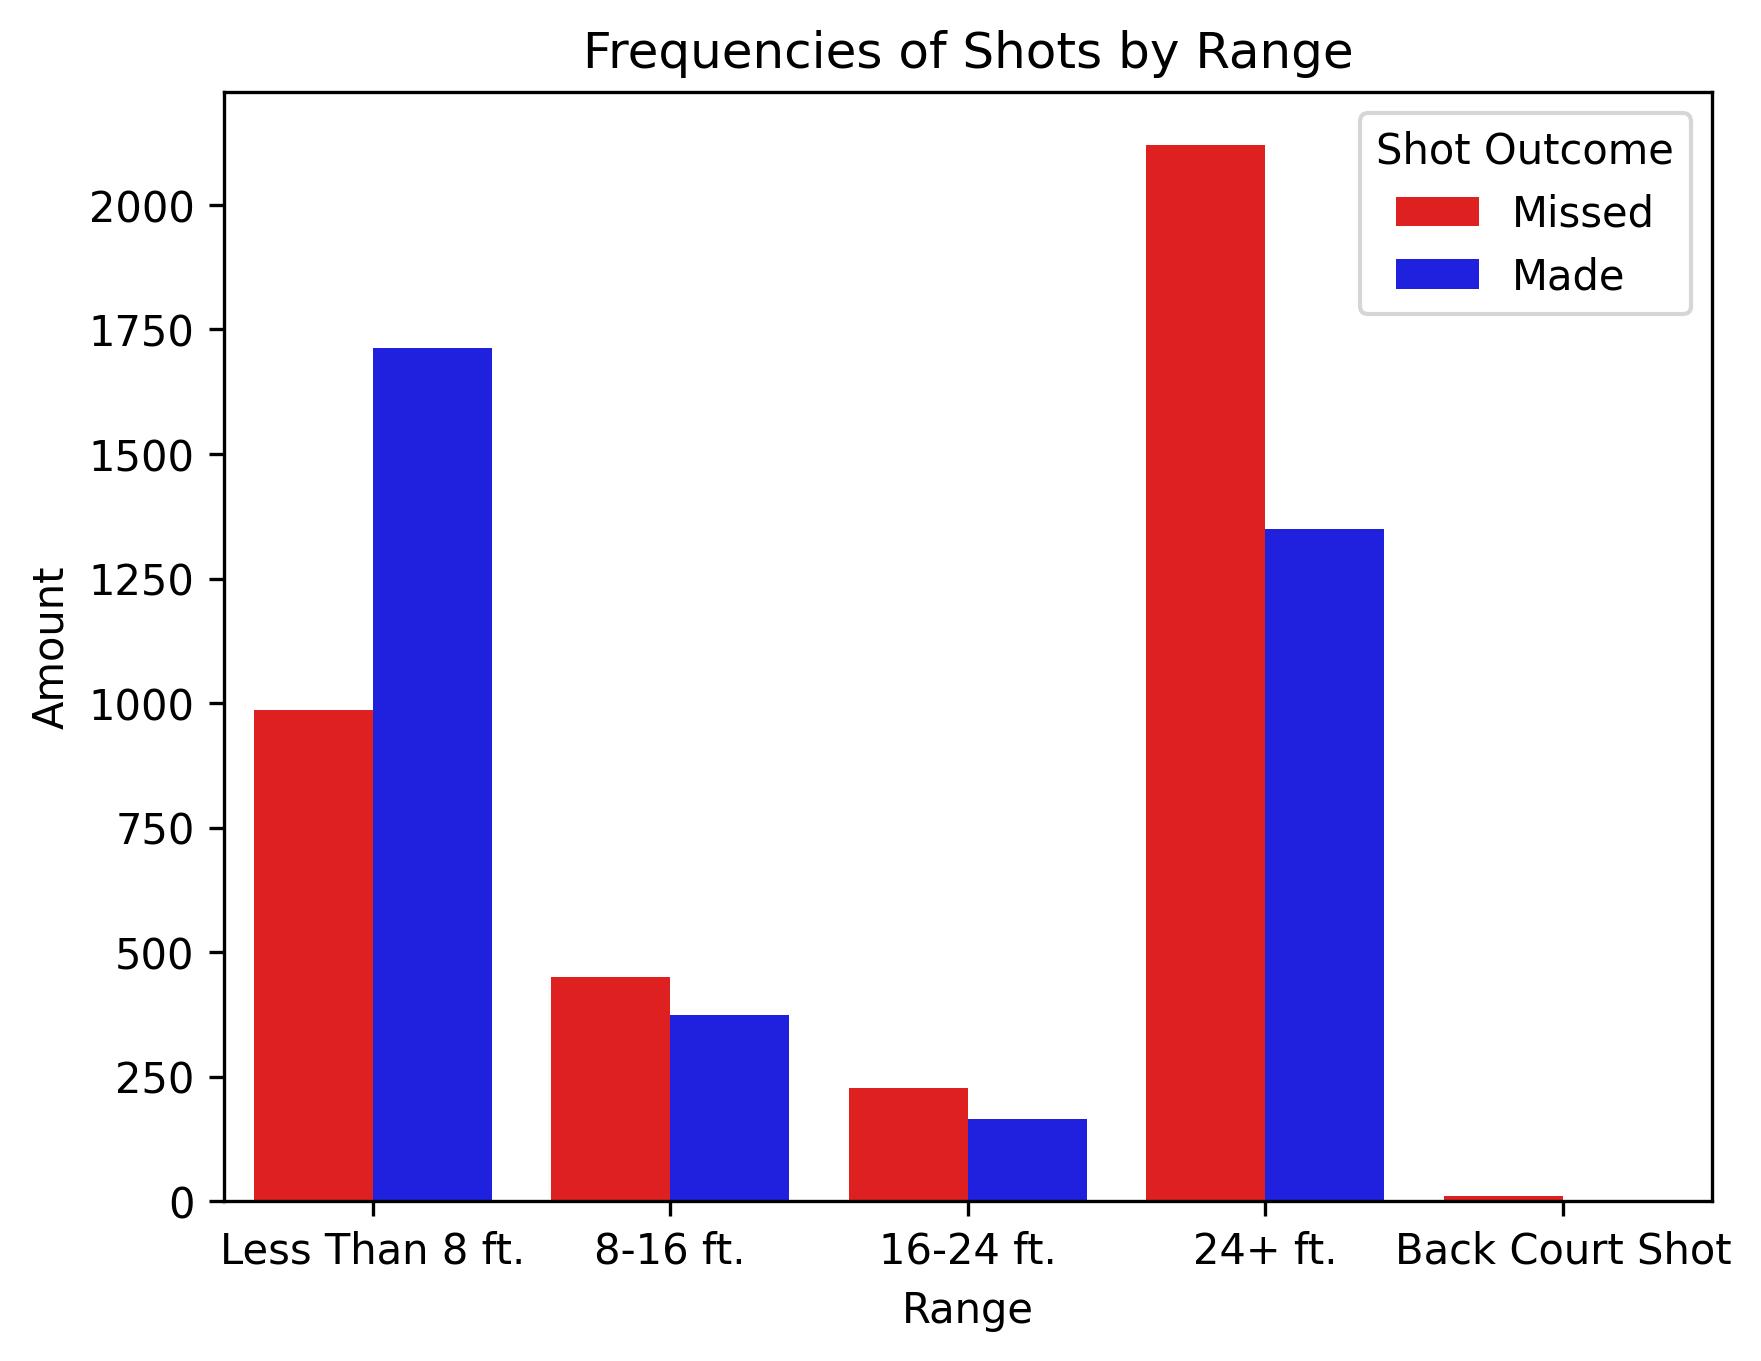 Frequencies of Shots by Range
Shot Outcome
Missed
Made
Amount
2000
1750
1500
1250
1000
750
500
250
0
Less Than 8 ft.
8-16 ft.
16-24 ft.
24+ ft.
Back Court Shot
Range